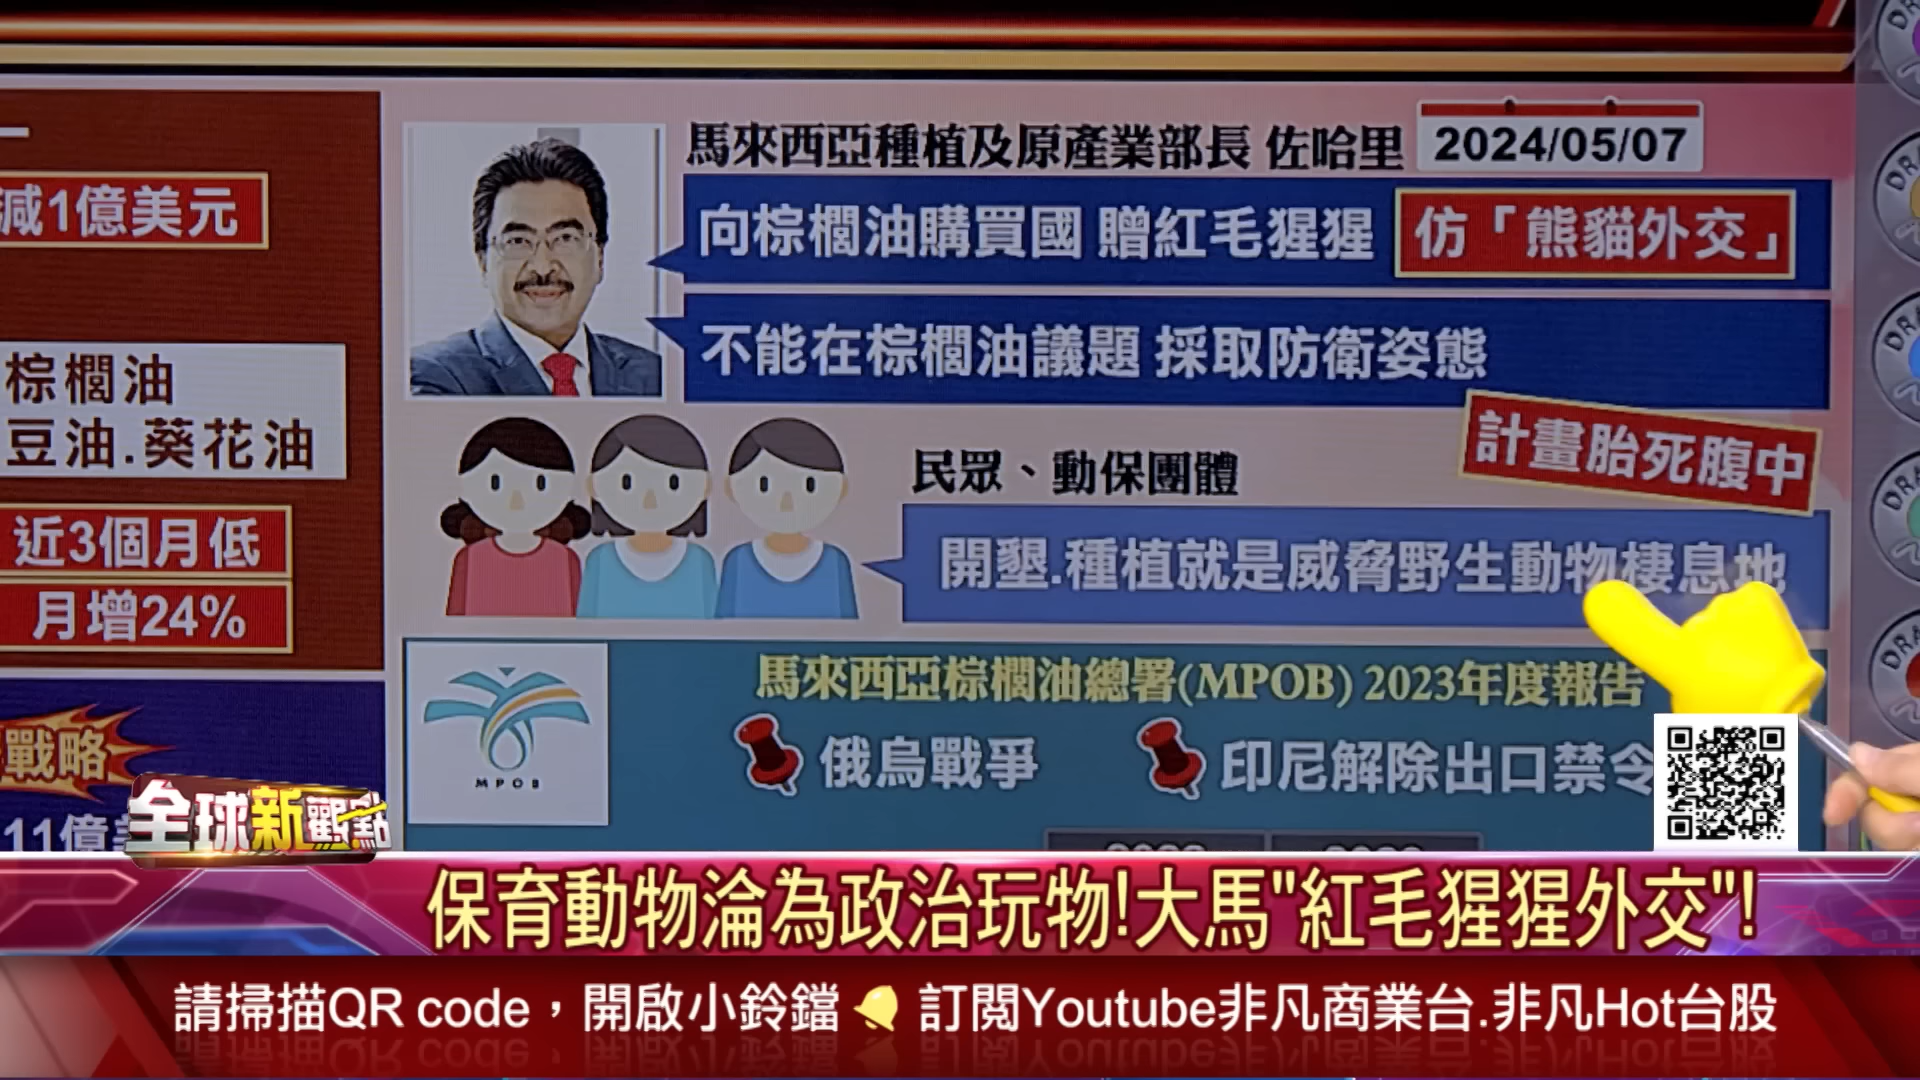 減1億美元
棕櫚油
豆油.葵花油
近3個月低
月增24%
戰略
11億
馬來西亞種植及原產業部長 佐哈里
2024/05/07
向棕櫚油購買國 贈紅毛猩猩
仿「熊貓外交」
不能在棕櫚油議題 採取防衛姿態
計畫胎死腹中
民眾、動保團體
開墾.種植就是威脅野生動物棲息地
馬來西亞棕櫚油總署(MPOB) 2023年度報告
MPOB
俄烏戰爭
印尼解除出口禁令
全球新觀點
保育動物淪為政治玩物!大馬"紅毛猩猩外交"!
請掃描QR code，開啟小鈴鐺 訂閱Youtube非凡商業台.非凡Hot台股